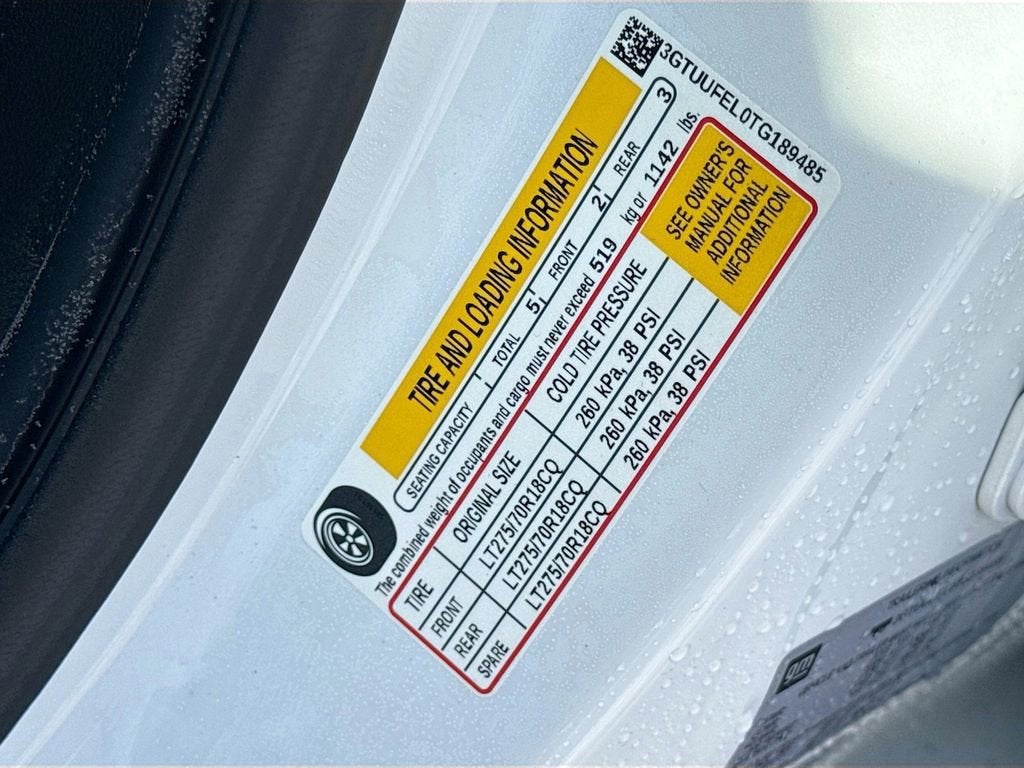 3GTUUFEL0TG189485
TIRE AND LOADING INFORMATION
SEATING CAPACITY TOTAL 5 FRONT 2 REAR 3
The combined weight of occupants and cargo must never exceed 519 kg or 1142 lbs.
TIRE ORIGINAL SIZE COLD TIRE PRESSURE
FRONT LT275/70R18CQ 260 kPa, 38 PSI
REAR LT275/70R18CQ 260 kPa, 38 PSI
SPARE LT275/70R18CQ 260 kPa, 38 PSI
SEE OWNER'S
MANUAL FOR
ADDITIONAL
INFORMATION
gm